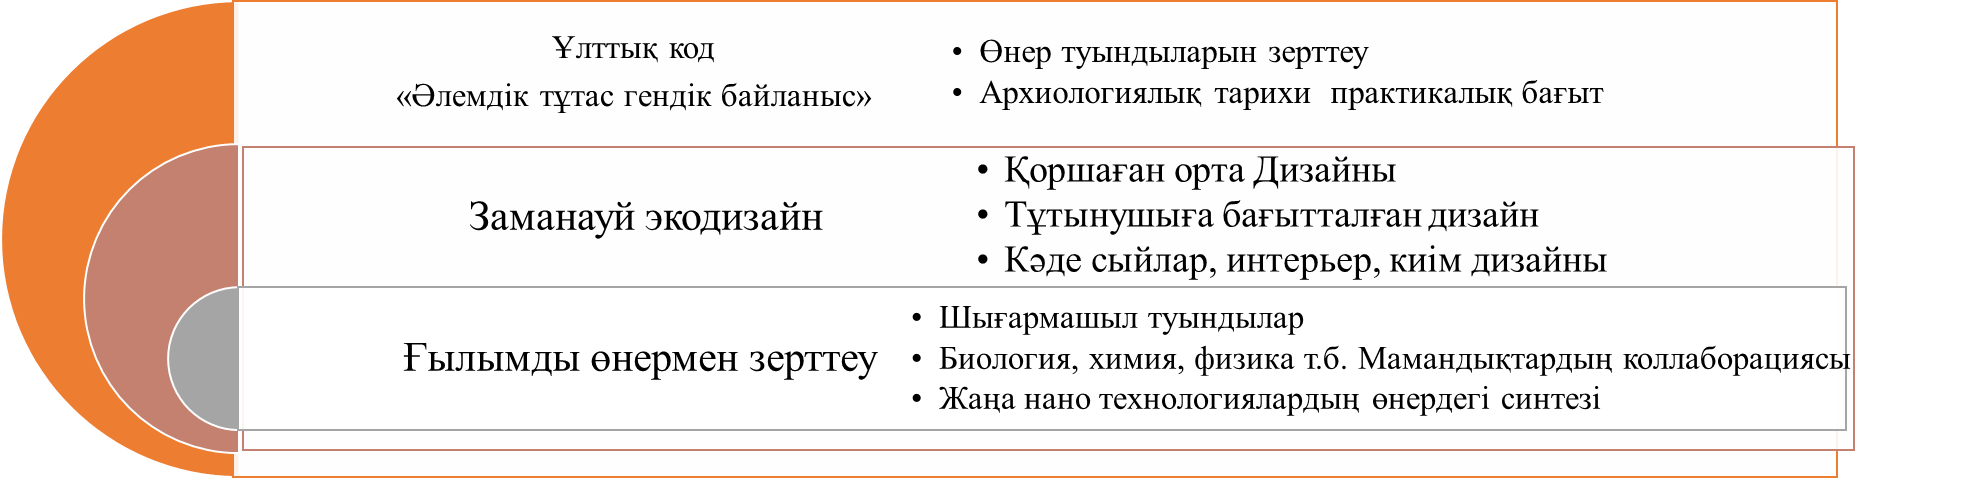 Ұлттық код
«Әлемдік тұтас гендік байланыс»
• Өнер туындыларын зерттеу
• Архиологиялық тарихи практикалық бағыт
Заманауй экодизайн
• Қоршаған орта Дизайны
• Тұтынушыға бағытталған дизайн
• Кәде сыйлар, интерьер, киім дизайны
Ғылымды өнермен зерттеу
• Шығармашыл туындылар
• Биология, химия, физика т.б. Мамандықтардың коллаборациясы
• Жаңа нано технологиялардың өнердегі синтезі